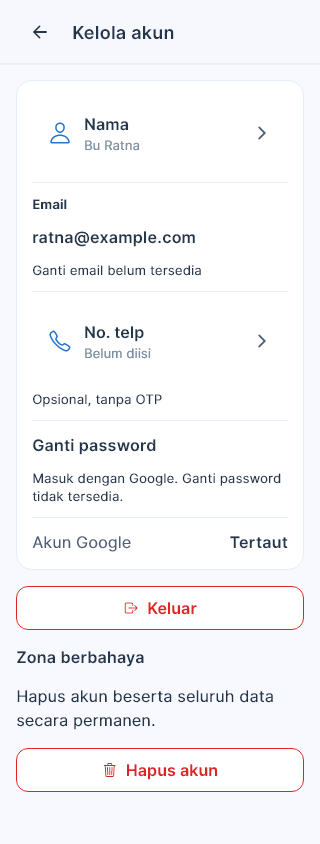 Kelola akun
Nama
Bu Ratna
Email
ratna@example.com
Ganti email belum tersedia
No. telp
Belum diisi
Opsional, tanpa OTP
Ganti password
Masuk dengan Google. Ganti password
tidak tersedia.
Akun Google Tertaut
Keluar
Zona berbahaya
Hapus akun beserta seluruh data
secara permanen.
Hapus akun